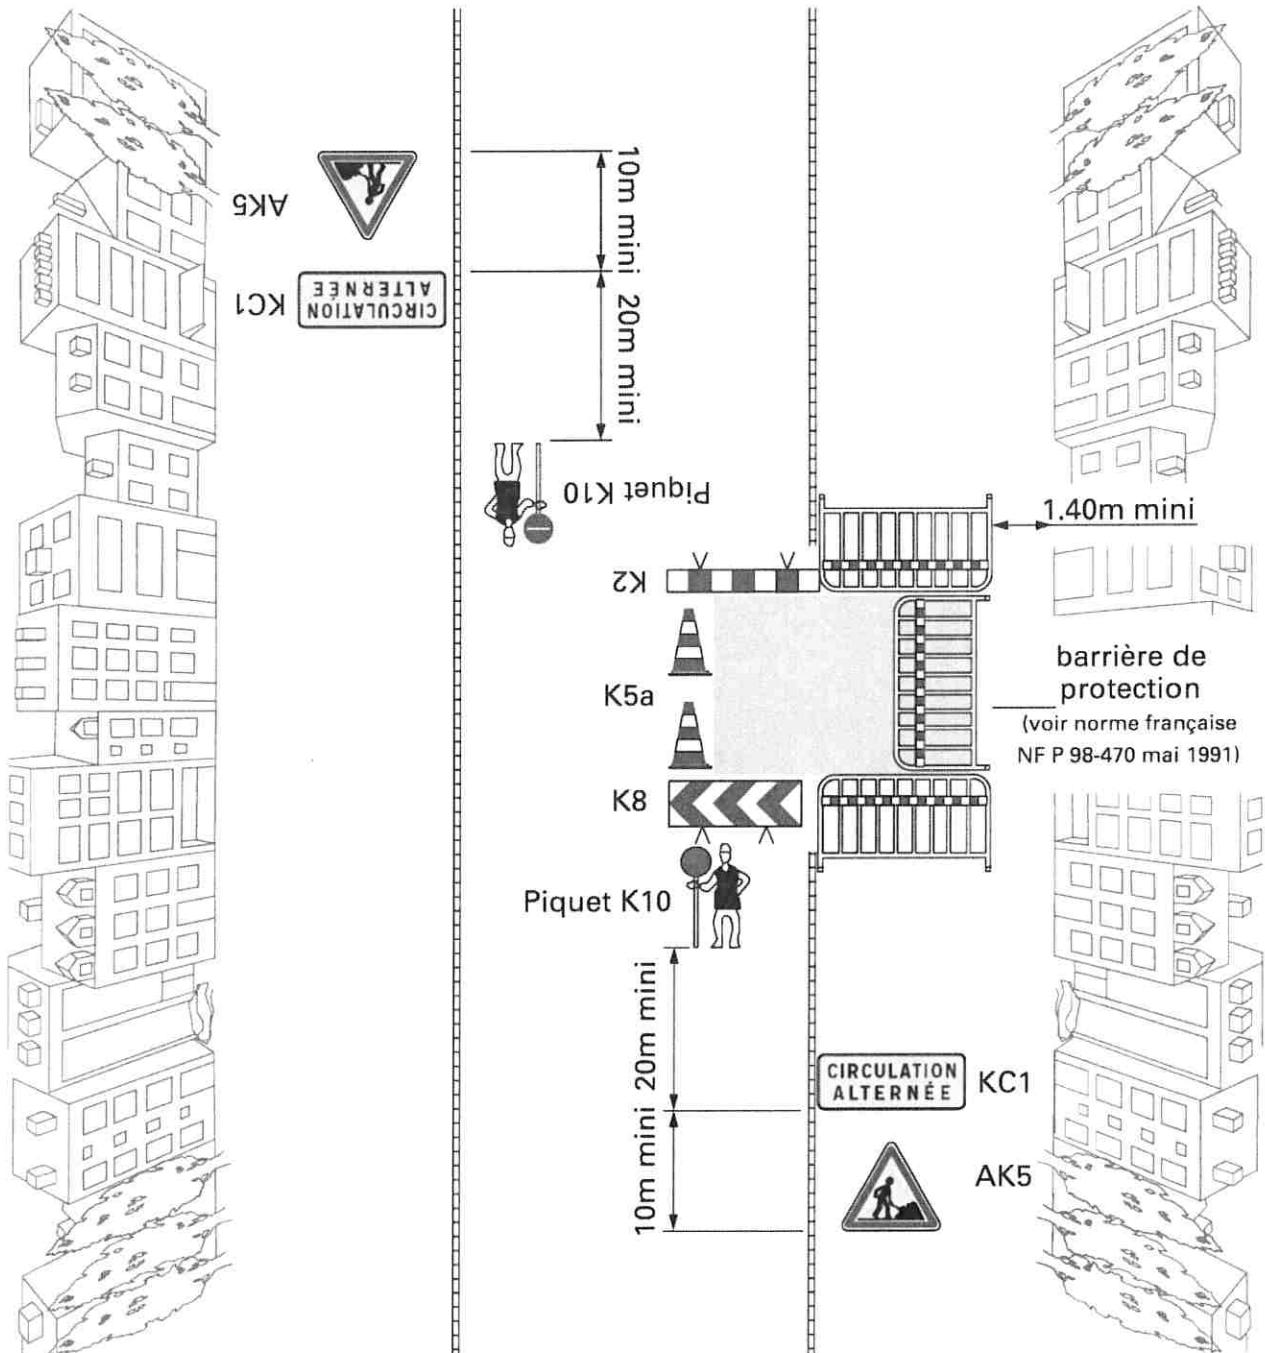 10m mini
AK5
CIRCULATION
ALTERNÉE
KC1
20m mini
Piquet K10
1.40m mini
K2
barrière de
protection
(voir norme française
NF P 98-470 mai 1991)
K5a
K8
Piquet K10
20m mini
CIRCULATION
ALTERNÉE
KC1
10m mini
AK5